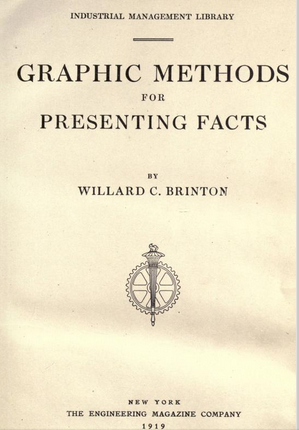 INDUSTRIAL MANAGEMENT LIBRARY
GRAPHIC METHODS
FOR
PRESENTING FACTS
BY
WILLARD C. BRINTON
NEW YORK
THE ENGINEERING MAGAZINE COMPANY
1919